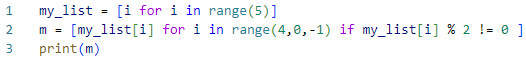 1 my_list = [i for i in range(5)]
2 m = [my_list[i] for i in range(4,0,-1) if my_list[i] % 2 != 0 ]
3 print(m)